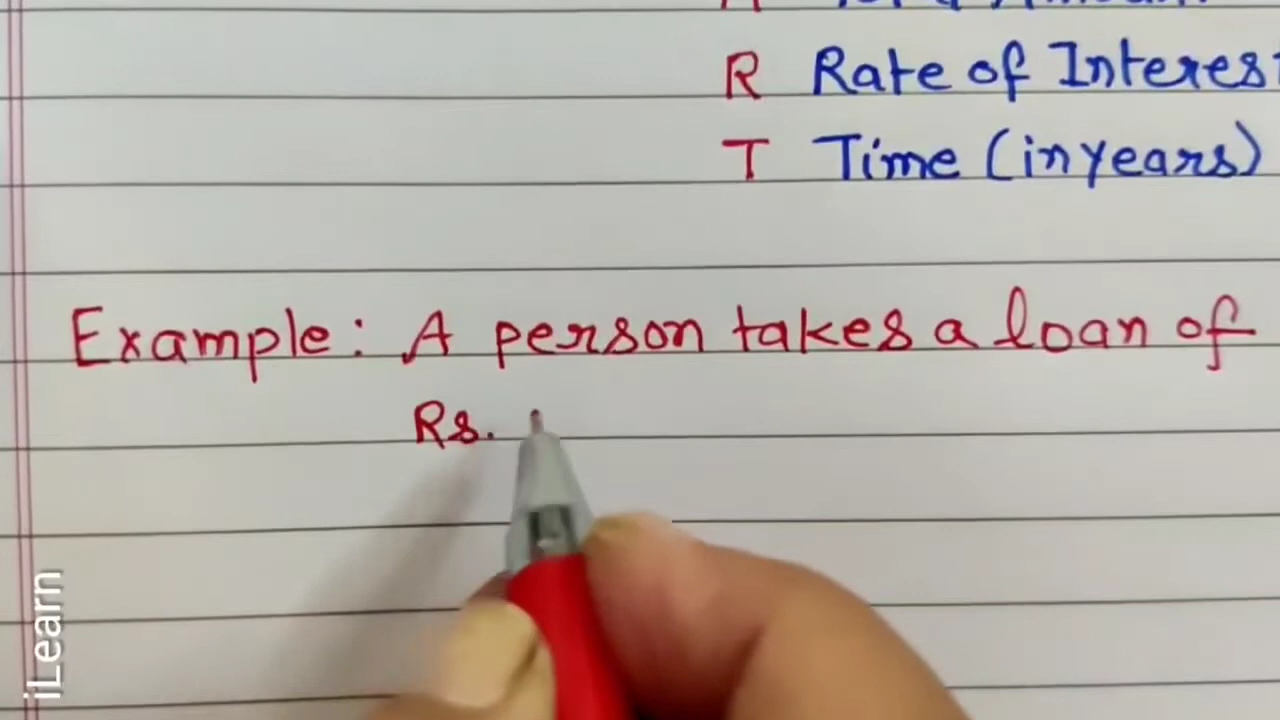 R Rate of Interest
T Time (in years)
Example: A person takes a loan of
Rs.
iLearn